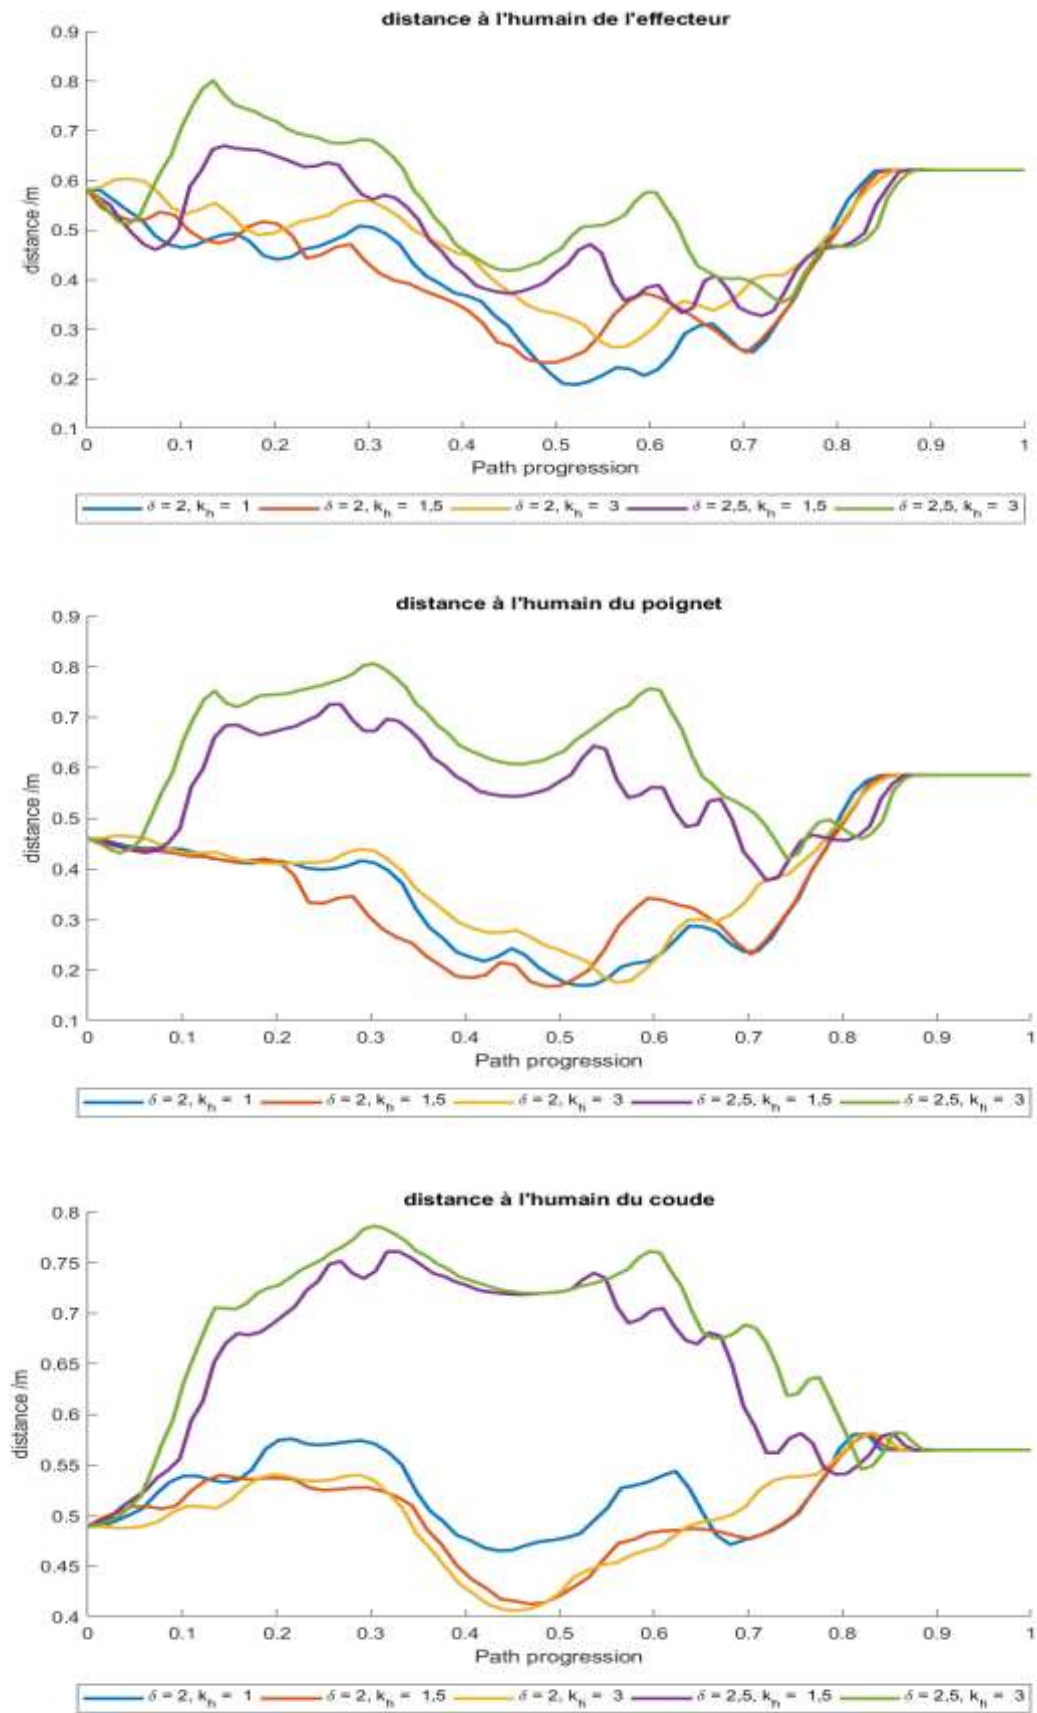 distance à l'humain de l'effecteur
0.9
0.8
0.7
0.6
0.5
0.4
0.3
0.2
0.1
distance /m
0 0.1 0.2 0.3 0.4 0.5 0.6 0.7 0.8 0.9 1
Path progression
δ = 2, kh = 1 δ = 2, kh = 1,5 δ = 2, kh = 3 δ = 2,5, kh = 1,5 δ = 2,5, kh = 3
distance à l'humain du poignet
0.9
0.8
0.7
0.6
0.5
0.4
0.3
0.2
0.1
distance /m
0 0.1 0.2 0.3 0.4 0.5 0.6 0.7 0.8 0.9 1
Path progression
δ = 2, kh = 1 δ = 2, kh = 1,5 δ = 2, kh = 3 δ = 2,5, kh = 1,5 δ = 2,5, kh = 3
distance à l'humain du coude
0.8
0.75
0.7
0.65
0.6
0.55
0.5
0.45
0.4
distance /m
0 0.1 0.2 0.3 0.4 0.5 0.6 0.7 0.8 0.9 1
Path progression
δ = 2, kh = 1 δ = 2, kh = 1,5 δ = 2, kh = 3 δ = 2,5, kh = 1,5 δ = 2,5, kh = 3